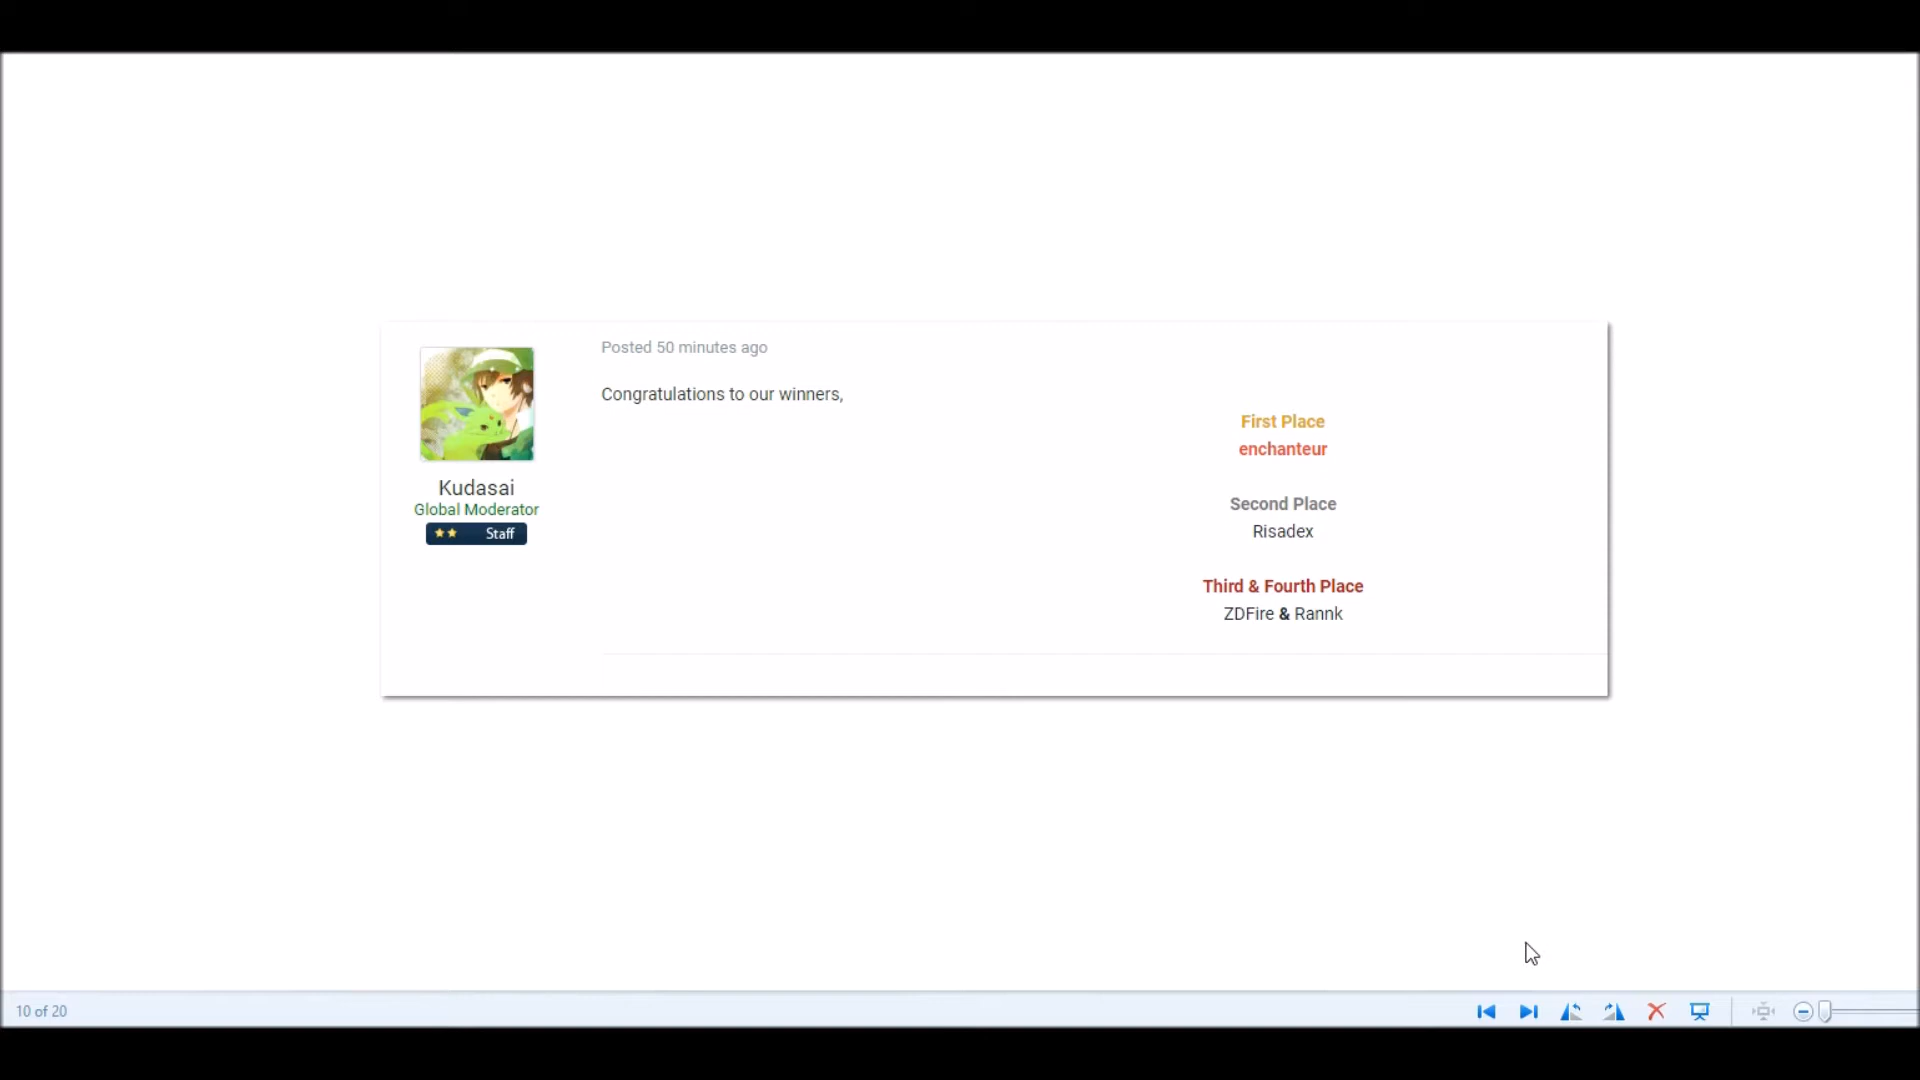 Posted 50 minutes ago
Congratulations to our winners,
First Place
enchanteur
Second Place
Risadex
Third & Fourth Place
ZDFire & Rannk
Kudasai
Global Moderator
Staff
10 of 20